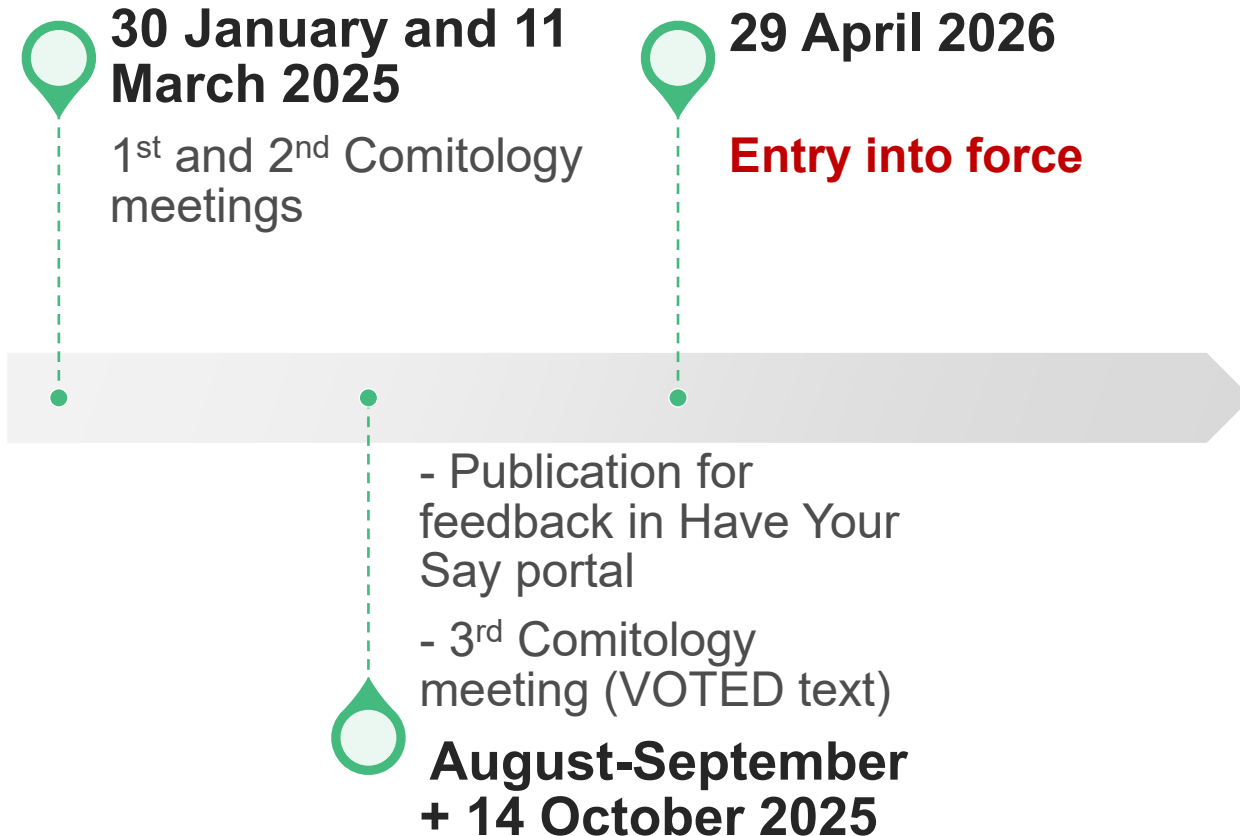 30 January and 11
March 2025
1st and 2nd Comitology
meetings
29 April 2026
Entry into force
- Publication for
feedback in Have Your
Say portal
- 3rd Comitology
meeting (VOTED text)
August-September
+ 14 October 2025